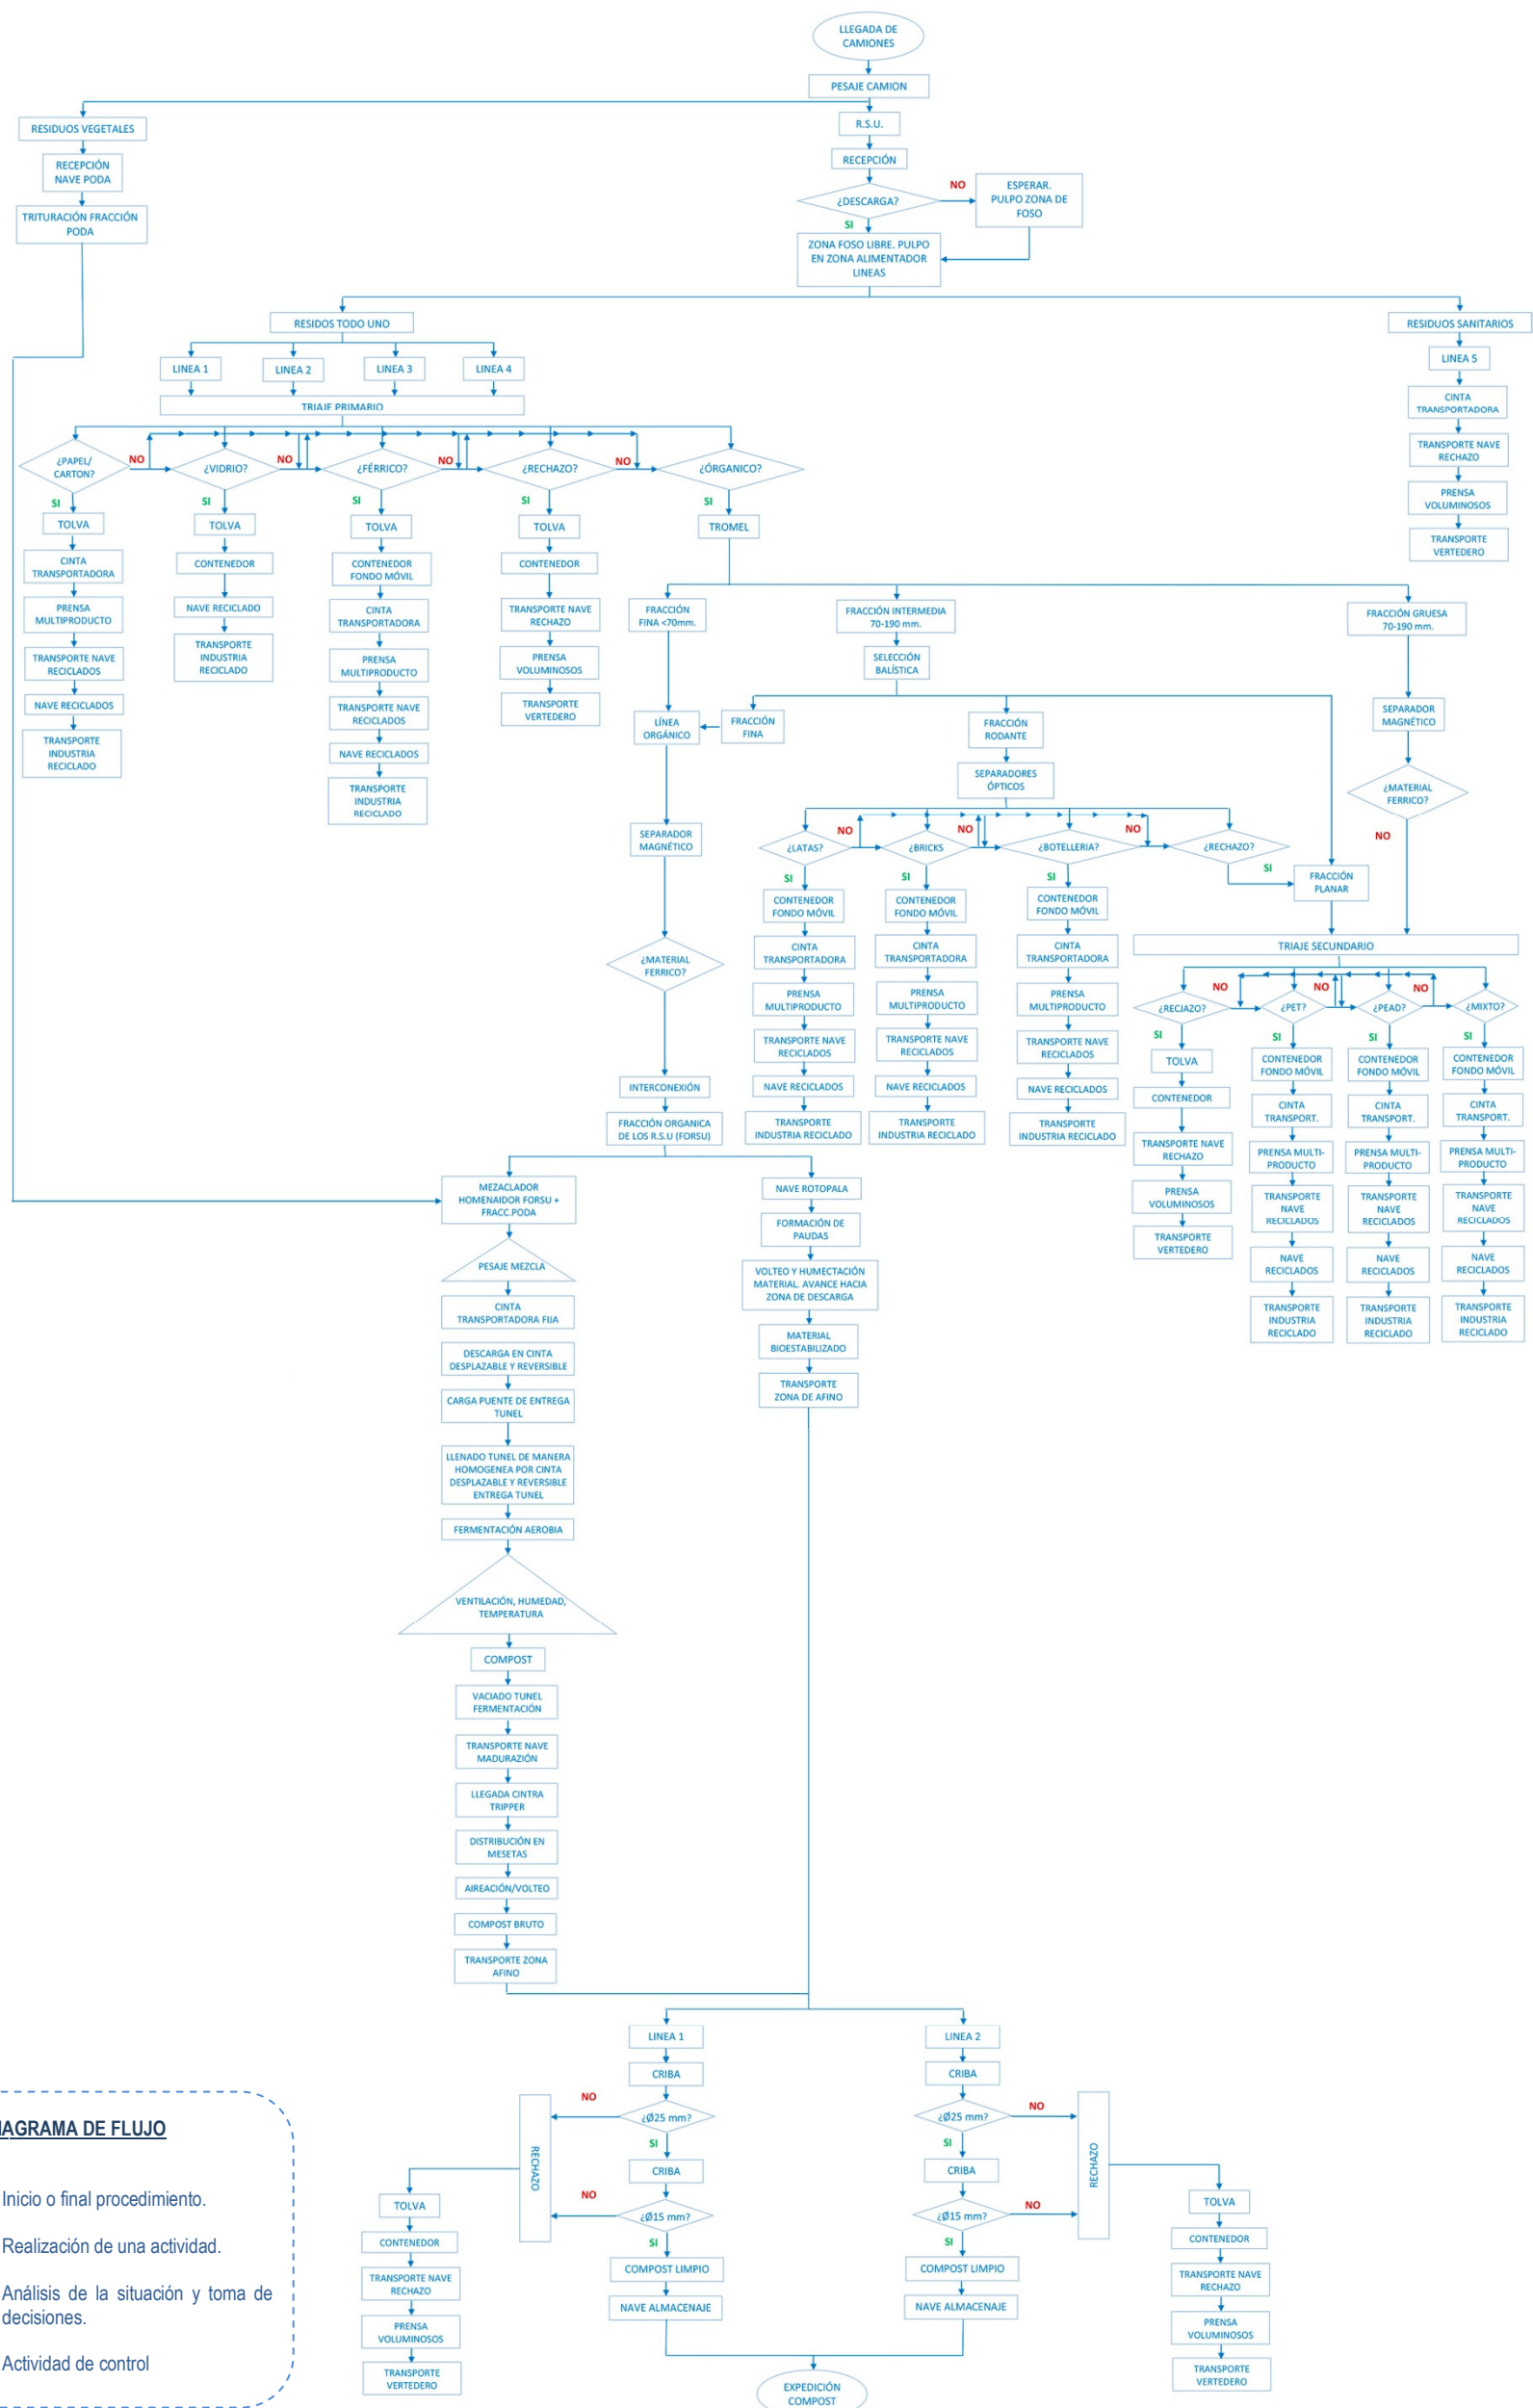 LLEGADA DE
CAMIONES
PESAJE CAMION
RESIDUOS VEGETALES
RECEPCIÓN
NAVE PODA
TRITURACIÓN FRACCIÓN
PODA
R.S.U.
RECEPCIÓN
¿DESCARGA?
NO
ESPERAR.
PULPO ZONA DE
FOSO
SI
ZONA FOSO LIBRE. PULPO
EN ZONA ALIMENTADOR
LINEAS
RESIDOS TODO UNO
LINEA 1
LINEA 2
LINEA 3
LINEA 4
TRIAJE PRIMARIO
RESIDUOS SANITARIOS
LINEA 5
CINTA
TRANSPORTADORA
TRANSPORTE NAVE
RECHAZO
PRENSA
VOLUMINOSOS
TRANSPORTE
VERTEDERO
¿PAPEL/
CARTON?
NO
¿VIDRIO?
NO
¿FÉRRICO?
NO
¿RECHAZO?
NO
¿ÓRGANICO?
SI
TOLVA
CINTA
TRANSPORTADORA
PRENSA
MULTIPRODUCTO
TRANSPORTE NAVE
RECICLADOS
NAVE RECICLADOS
TRANSPORTE
INDUSTRIA
RECICLADO
SI
TOLVA
CONTENEDOR
NAVE RECICLADO
TRANSPORTE
INDUSTRIA
RECICLADO
SI
TOLVA
CONTENEDOR
FONDO MÓVIL
CINTA
TRANSPORTADORA
PRENSA
MULTIPRODUCTO
TRANSPORTE NAVE
RECICLADOS
NAVE RECICLADOS
TRANSPORTE
INDUSTRIA
RECICLADO
SI
TOLVA
CONTENEDOR
TRANSPORTE NAVE
RECHAZO
PRENSA
VOLUMINOSOS
TRANSPORTE
VERTEDERO
SI
TROMEL
FRACCIÓN
FINA <70mm.
FRACCIÓN INTERMEDIA
70-190 mm.
FRACCIÓN GRUESA
70-190 mm.
SELECCIÓN
BALÍSTICA
LÍNEA
ORGÁNICO
FRACCIÓN
FINA
FRACCIÓN
RODANTE
SEPARADORES
ÓPTICOS
SEPARADOR
MAGNÉTICO
¿MATERIAL
FERRICO?
NO
SEPARADOR
MAGNÉTICO
¿MATERIAL
FERRICO?
INTERCONEXIÓN
FRACCIÓN ORGANICA
DE LOS R.S.U (FORSU)
¿LATAS?
NO
¿BRICKS
NO
¿BOTELLERIA?
NO
¿RECHAZO?
SI
FRACCIÓN
PLANAR
SI
CONTENEDOR
FONDO MÓVIL
CINTA
TRANSPORTADORA
PRENSA
MULTIPRODUCTO
TRANSPORTE NAVE
RECICLADOS
NAVE RECICLADOS
TRANSPORTE
INDUSTRIA RECICLADO
SI
CONTENEDOR
FONDO MÓVIL
CINTA
TRANSPORTADORA
PRENSA
MULTIPRODUCTO
TRANSPORTE NAVE
RECICLADOS
NAVE RECICLADOS
TRANSPORTE
INDUSTRIA RECICLADO
SI
CONTENEDOR
FONDO MÓVIL
CINTA
TRANSPORTADORA
PRENSA
MULTIPRODUCTO
TRANSPORTE NAVE
RECICLADOS
NAVE RECICLADOS
TRANSPORTE
INDUSTRIA RECICLADO
TRIAJE SECUNDARIO
¿RECJAZO?
NO
¿PET?
NO
¿PEAD?
NO
¿MIXTO?
SI
TOLVA
CONTENEDOR
TRANSPORTE NAVE
RECHAZO
PRENSA
VOLUMINOSOS
TRANSPORTE
VERTEDERO
SI
CONTENEDOR
FONDO MÓVIL
CINTA
TRANSPORT.
PRENSA MULTI-
PRODUCTO
TRANSPORTE
NAVE
RECICLADOS
NAVE
RECICLADOS
TRANSPORTE
INDUSTRIA
RECICLADO
SI
CONTENEDOR
FONDO MÓVIL
CINTA
TRANSPORT.
PRENSA MULTI-
PRODUCTO
TRANSPORTE
NAVE
RECICLADOS
NAVE
RECICLADOS
TRANSPORTE
INDUSTRIA
RECICLADO
SI
CONTENEDOR
FONDO MÓVIL
CINTA
TRANSPORT.
PRENSA MULTI-
PRODUCTO
TRANSPORTE
NAVE
RECICLADOS
NAVE
RECICLADOS
TRANSPORTE
INDUSTRIA
RECICLADO
MEZACLADOR
HOMENAIDOR FORSU +
FRACC.PODA
PESAJE MEZCLA
CINTA
TRANSPORTADORA FIJA
DESCARGA EN CINTA
DESPLAZABLE Y REVERSIBLE
CARGA PUENTE DE ENTREGA
TUNEL
LLENADO TUNEL DE MANERA
HOMOGENEA POR CINTA
DESPLAZABLE Y REVERSIBLE
ENTREGA TUNEL
FERMENTACIÓN AEROBIA
VENTILACIÓN, HUMEDAD,
TEMPERATURA
COMPOST
VACIADO TUNEL
FERMENTACIÓN
TRANSPORTE NAVE
MADURAZIÓN
LLEGADA CINTRA
TRIPPER
DISTRIBUCIÓN EN
MESETAS
AIREACIÓN/VOLTEO
COMPOST BRUTO
TRANSPORTE ZONA
AFINO
NAVE ROTOPALA
FORMACIÓN DE
PAUDAS
VOLTEO Y HUMECTACIÓN
MATERIAL. AVANCE HACIA
ZONA DE DESCARGA
MATERIAL
BIOESTABILIZADO
TRANSPORTE
ZONA DE AFINO
LINEA 1
CRIBA
NO
¿Ø25 mm?
SI
CRIBA
NO
¿Ø15 mm?
SI
COMPOST LIMPIO
NAVE ALMACENAJE
RECHAZO
TOLVA
CONTENEDOR
TRANSPORTE NAVE
RECHAZO
PRENSA
VOLUMINOSOS
TRANSPORTE
VERTEDERO
LINEA 2
CRIBA
¿Ø25 mm?
NO
SI
CRIBA
¿Ø15 mm?
NO
SI
COMPOST LIMPIO
NAVE ALMACENAJE
RECHAZO
TOLVA
CONTENEDOR
TRANSPORTE NAVE
RECHAZO
PRENSA
VOLUMINOSOS
TRANSPORTE
VERTEDERO
EXPEDICIÓN
COMPOST
IAGRAMA DE FLUJO
Inicio o final procedimiento.
Realización de una actividad.
Análisis de la situación y toma de
decisiones.
Actividad de control